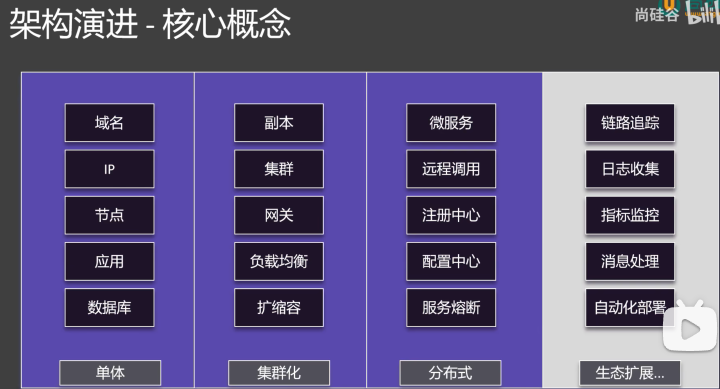 架构演进 - 核心概念
尚硅谷
域名
IP
节点
应用
数据库
单体
副本
集群
网关
负载均衡
扩缩容
集群化
微服务
远程调用
注册中心
配置中心
服务熔断
分布式
链路追踪
日志收集
指标监控
消息处理
自动化部署
生态扩展...